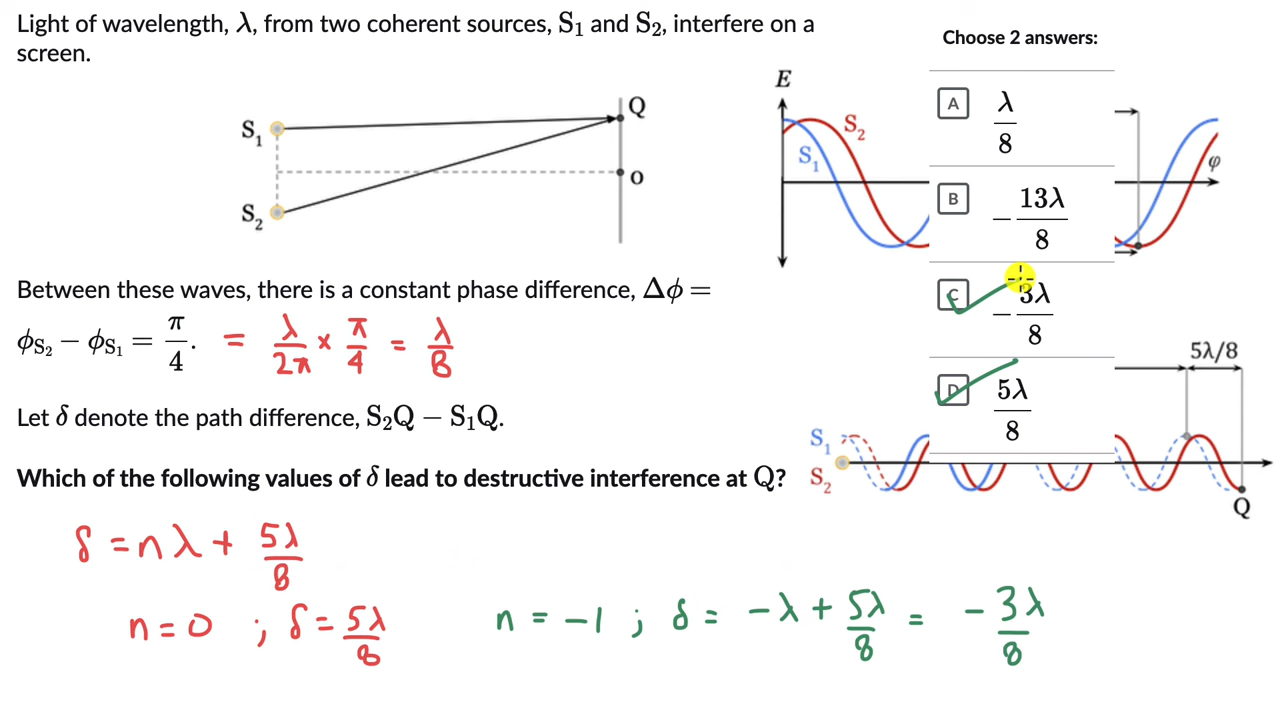 Light of wavelength, λ, from two coherent sources, S₁ and S₂, interfere on a
screen.
S₁
S₂
Q
O
Between these waves, there is a constant phase difference, Δϕ =
ϕS₂ − ϕS₁ = π/4. = λ/2π × π/4 = λ/8
Let δ denote the path difference, S₂Q − S₁Q.
Which of the following values of δ lead to destructive interference at Q?
δ = nλ + 5λ/8
n = 0 ; δ = 5λ/8
n = -1 ; δ = -λ + 5λ/8 = -3λ/8
Choose 2 answers:
A λ/8
B −13λ/8
C −3λ/8
D 5λ/8
E
S₁
S₂
φ
5λ/8
S₁
S₂
Q